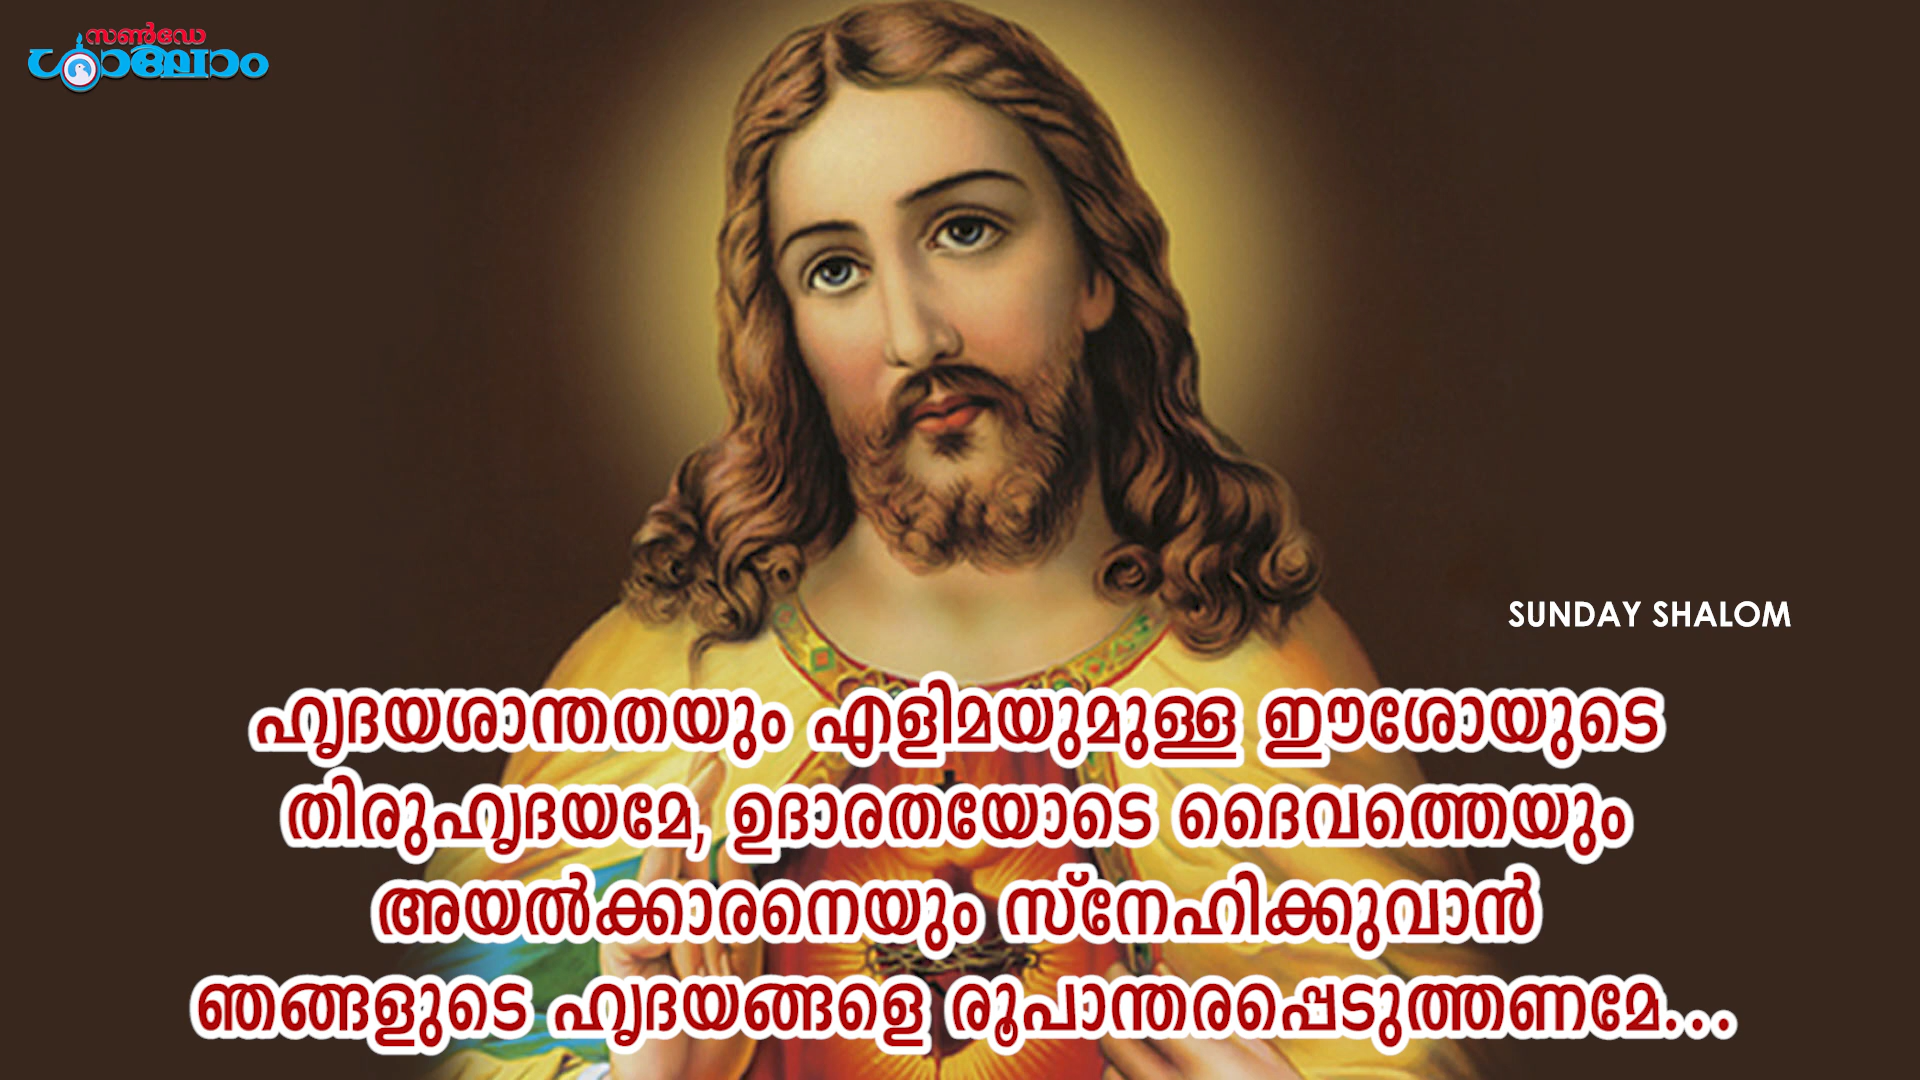 സൺഡേ
ശാലോം
SUNDAY SHALOM
ഹൃദയശാന്തതയും എളിമയുമുള്ള ഈശോയുടെ
തിരുഹൃദയമേ, ഉദാരതയോടെ ദൈവത്തെയും
അയൽക്കാരനെയും സ്നേഹിക്കുവാൻ
ഞങ്ങളുടെ ഹൃദയങ്ങളെ രൂപാന്തരപ്പെടുത്തണമേ...